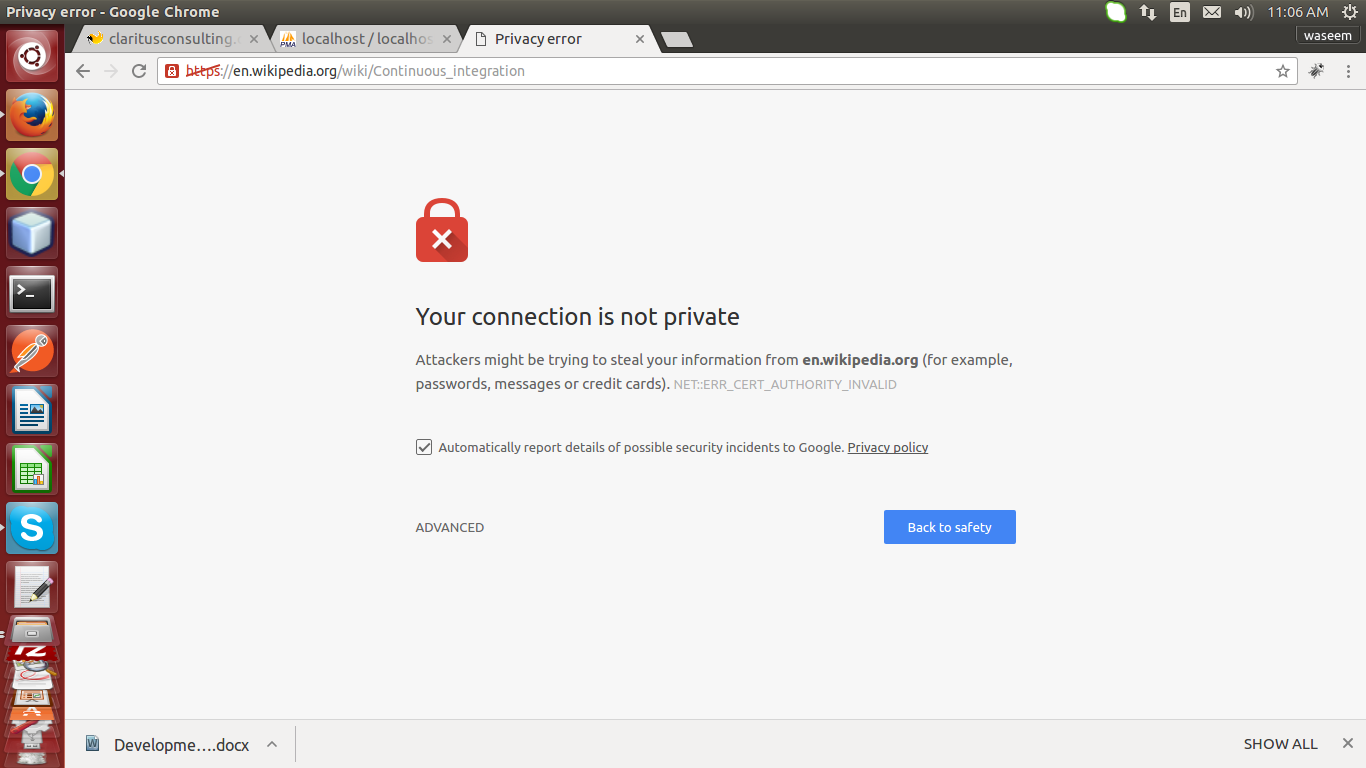 Privacy error - Google Chrome
En
11:06 AM
claritusconsulting.
PMA
localhost / localhos
Privacy error
waseem
https://en.wikipedia.org/wiki/Continuous_integration
Your connection is not private
Attackers might be trying to steal your information from en.wikipedia.org (for example,
passwords, messages or credit cards). NET::ERR_CERT_AUTHORITY_INVALID
Automatically report details of possible security incidents to Google. Privacy policy
ADVANCED
Back to safety
Developme....docx
SHOW ALL